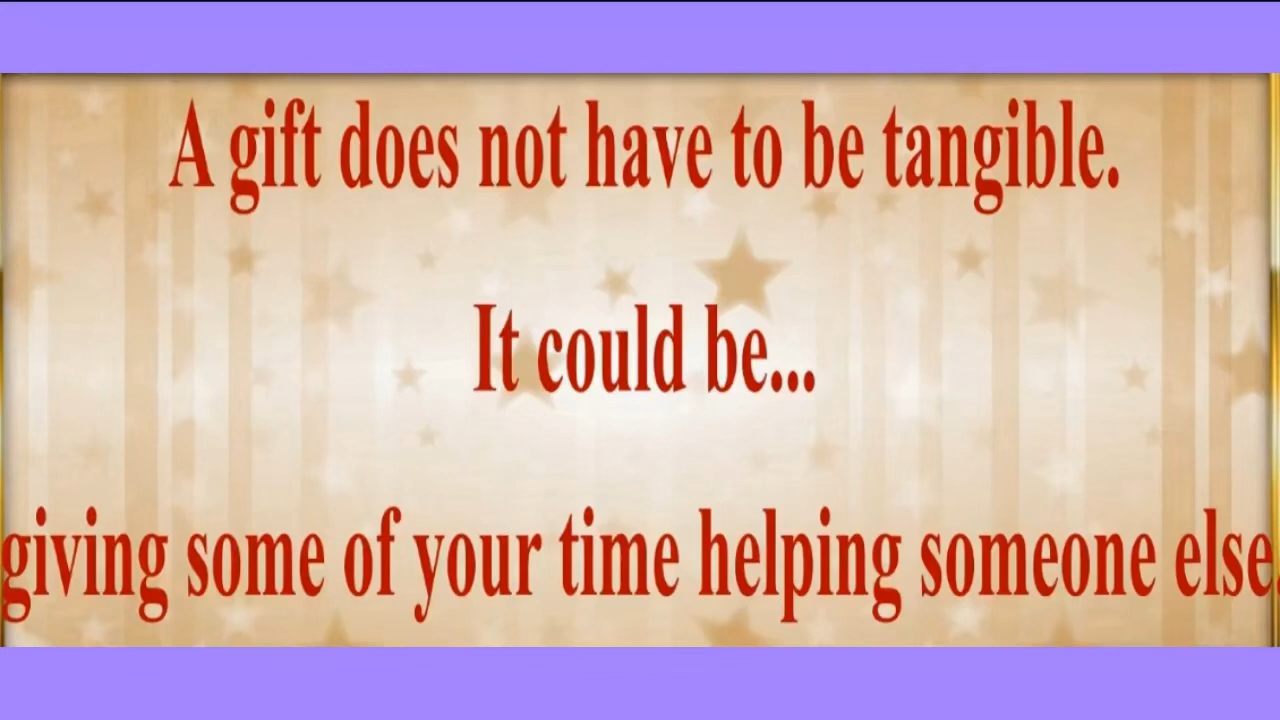 A gift does not have to be tangible.
It could be...
giving some of your time helping someone else.